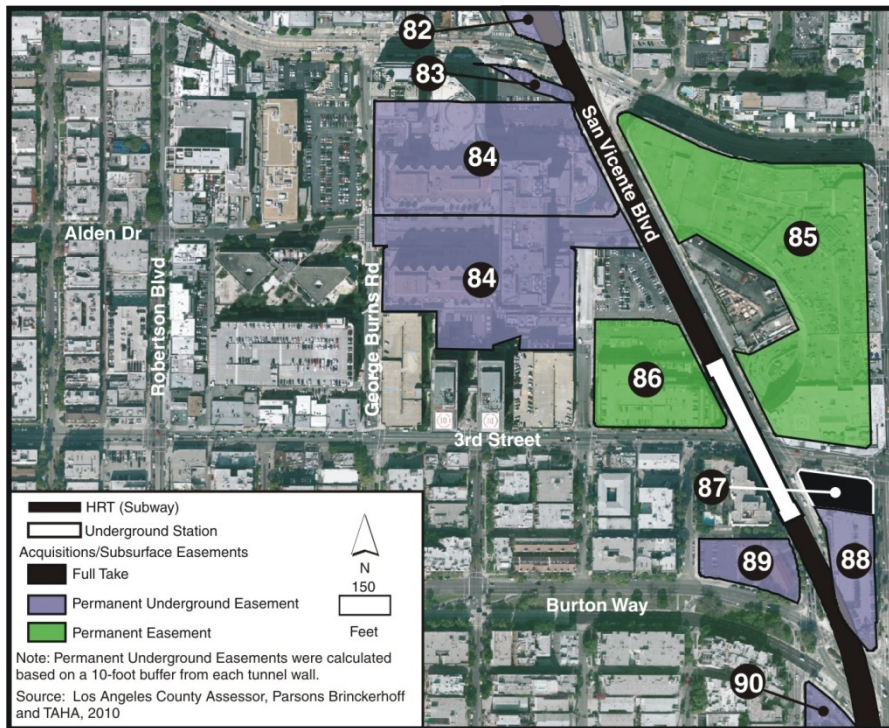 82
83
San Vicente Blvd
84
85
Alden Dr
84
Robertson Blvd
George Burns Rd
86
3rd Street
87
88
89
Burton Way
90
HRT (Subway)
Underground Station
Acquisitions/Subsurface Easements
Full Take
Permanent Underground Easement
Permanent Easement
N
150
Feet
Note: Permanent Underground Easements were calculated
based on a 10-foot buffer from each tunnel wall.
Source: Los Angeles County Assessor, Parsons Brinckerhoff
and TAHA, 2010